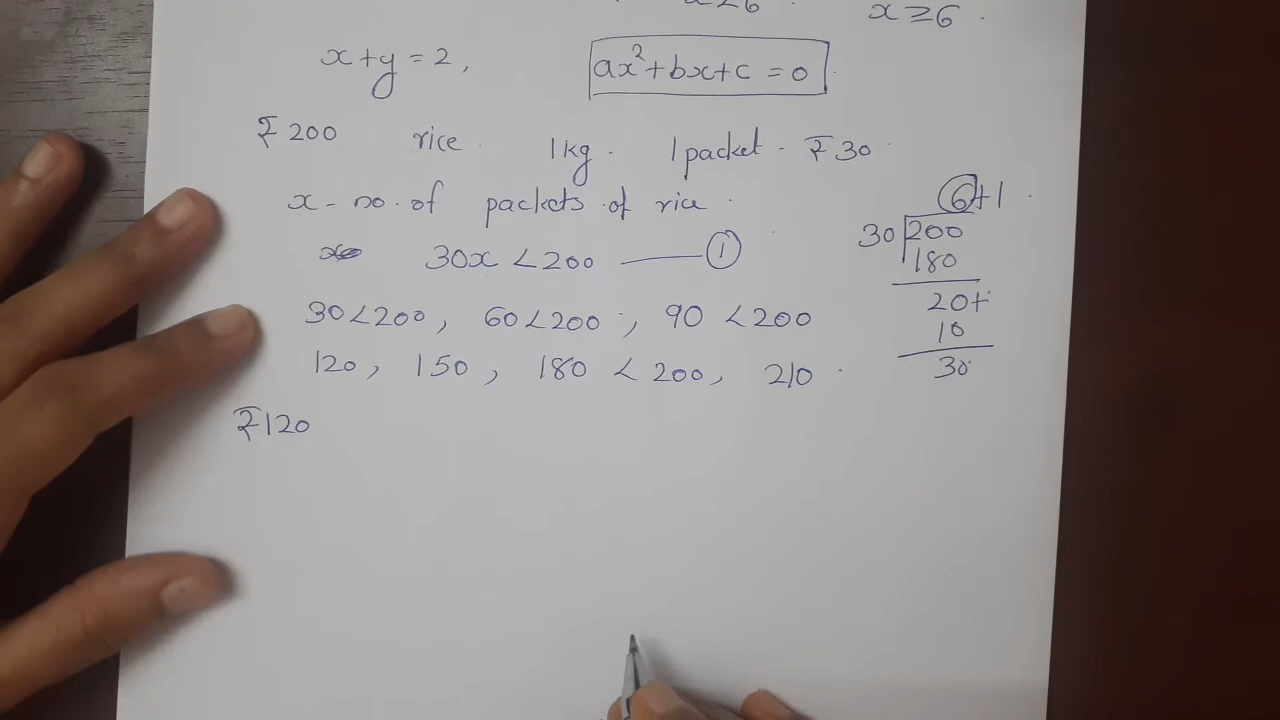 x ≥ 6 .
x + y = 2 , ax² + bx + c = 0 .
₹ 200 rice . 1 kg . 1 packet - ₹ 30 .
x - no. of packets of rice .
30x < 200 —— ①
30 < 200 , 60 < 200 , 90 < 200
120 , 150 , 180 < 200 , 210 .
₹ 120
6 + 1 .
30 200
180
20 +
10
30